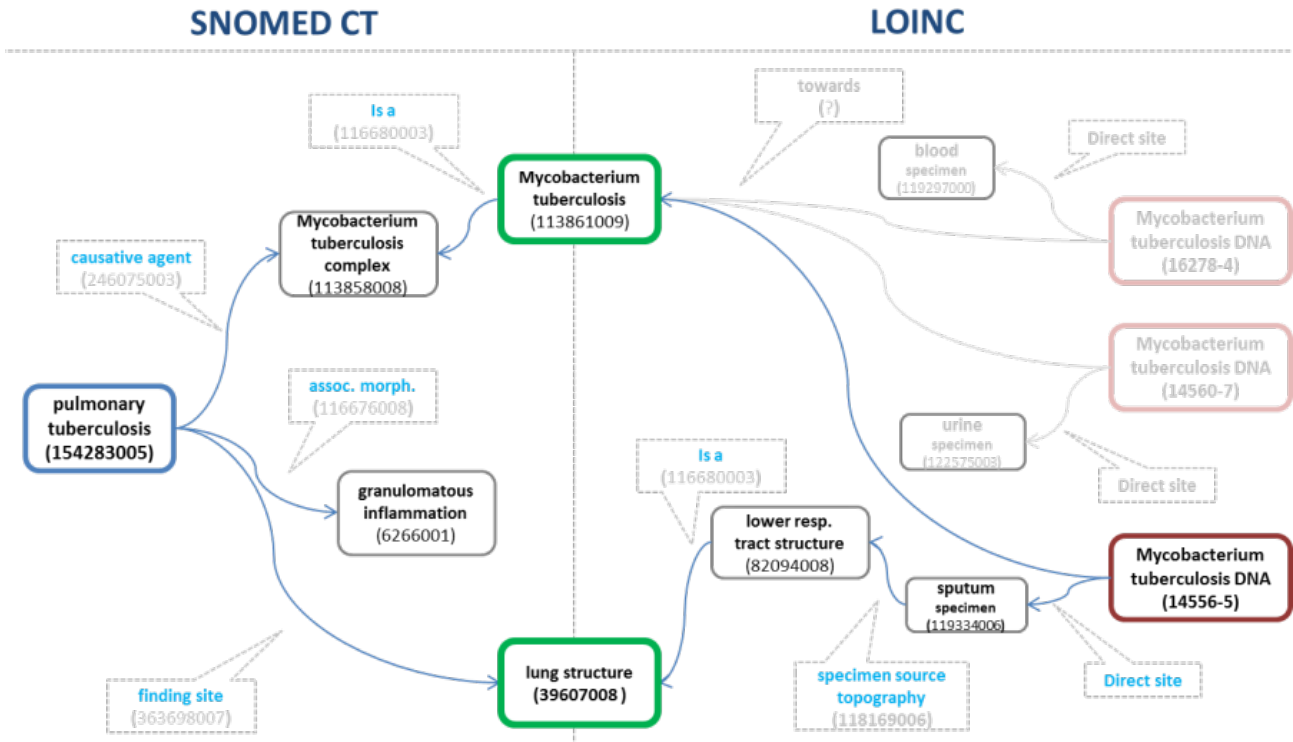 SNOMED CT
LOINC
Is a
(116680003)
towards
(?)
blood
specimen
(119297000)
Direct site
Mycobacterium
tuberculosis
(113861009)
Mycobacterium
tuberculosis
complex
(113858008)
Mycobacterium
tuberculosis DNA
(16278-4)
causative agent
(246075003)
Mycobacterium
tuberculosis DNA
(14560-7)
pulmonary
tuberculosis
(154283005)
assoc. morph.
(116676008)
urine
specimen
(122575003)
Is a
(116680003)
Direct site
granulomatous
inflammation
(6266001)
lower resp.
tract structure
(82094008)
Mycobacterium
tuberculosis DNA
(14556-5)
sputum
specimen
(119334006)
lung structure
(39607008)
finding site
(363698007)
specimen source
topography
(118169006)
Direct site